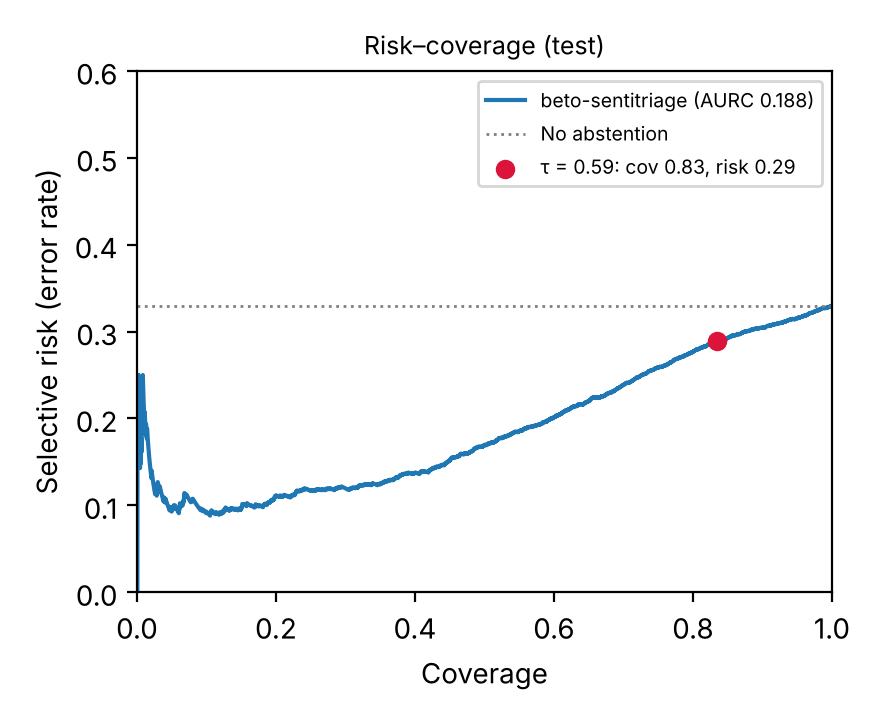 Risk–coverage (test)
beto-sentitriage (AURC 0.188)
No abstention
τ = 0.59: cov 0.83, risk 0.29
Selective risk (error rate)
0.6
0.5
0.4
0.3
0.2
0.1
0.0
0.0 0.2 0.4 0.6 0.8 1.0
Coverage